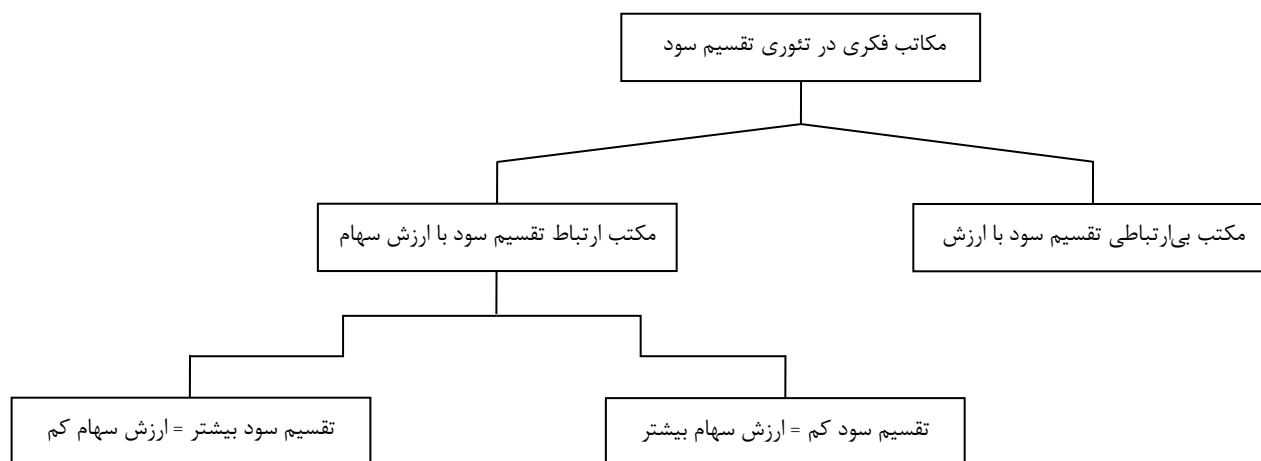 مکاتب فکری در تئوری تقسیم سود
مکتب بی‌ارتباطی تقسیم سود با ارزش
مکتب ارتباط تقسیم سود با ارزش سهام
تقسیم سود کم = ارزش سهام بیشتر
تقسیم سود بیشتر = ارزش سهام کم